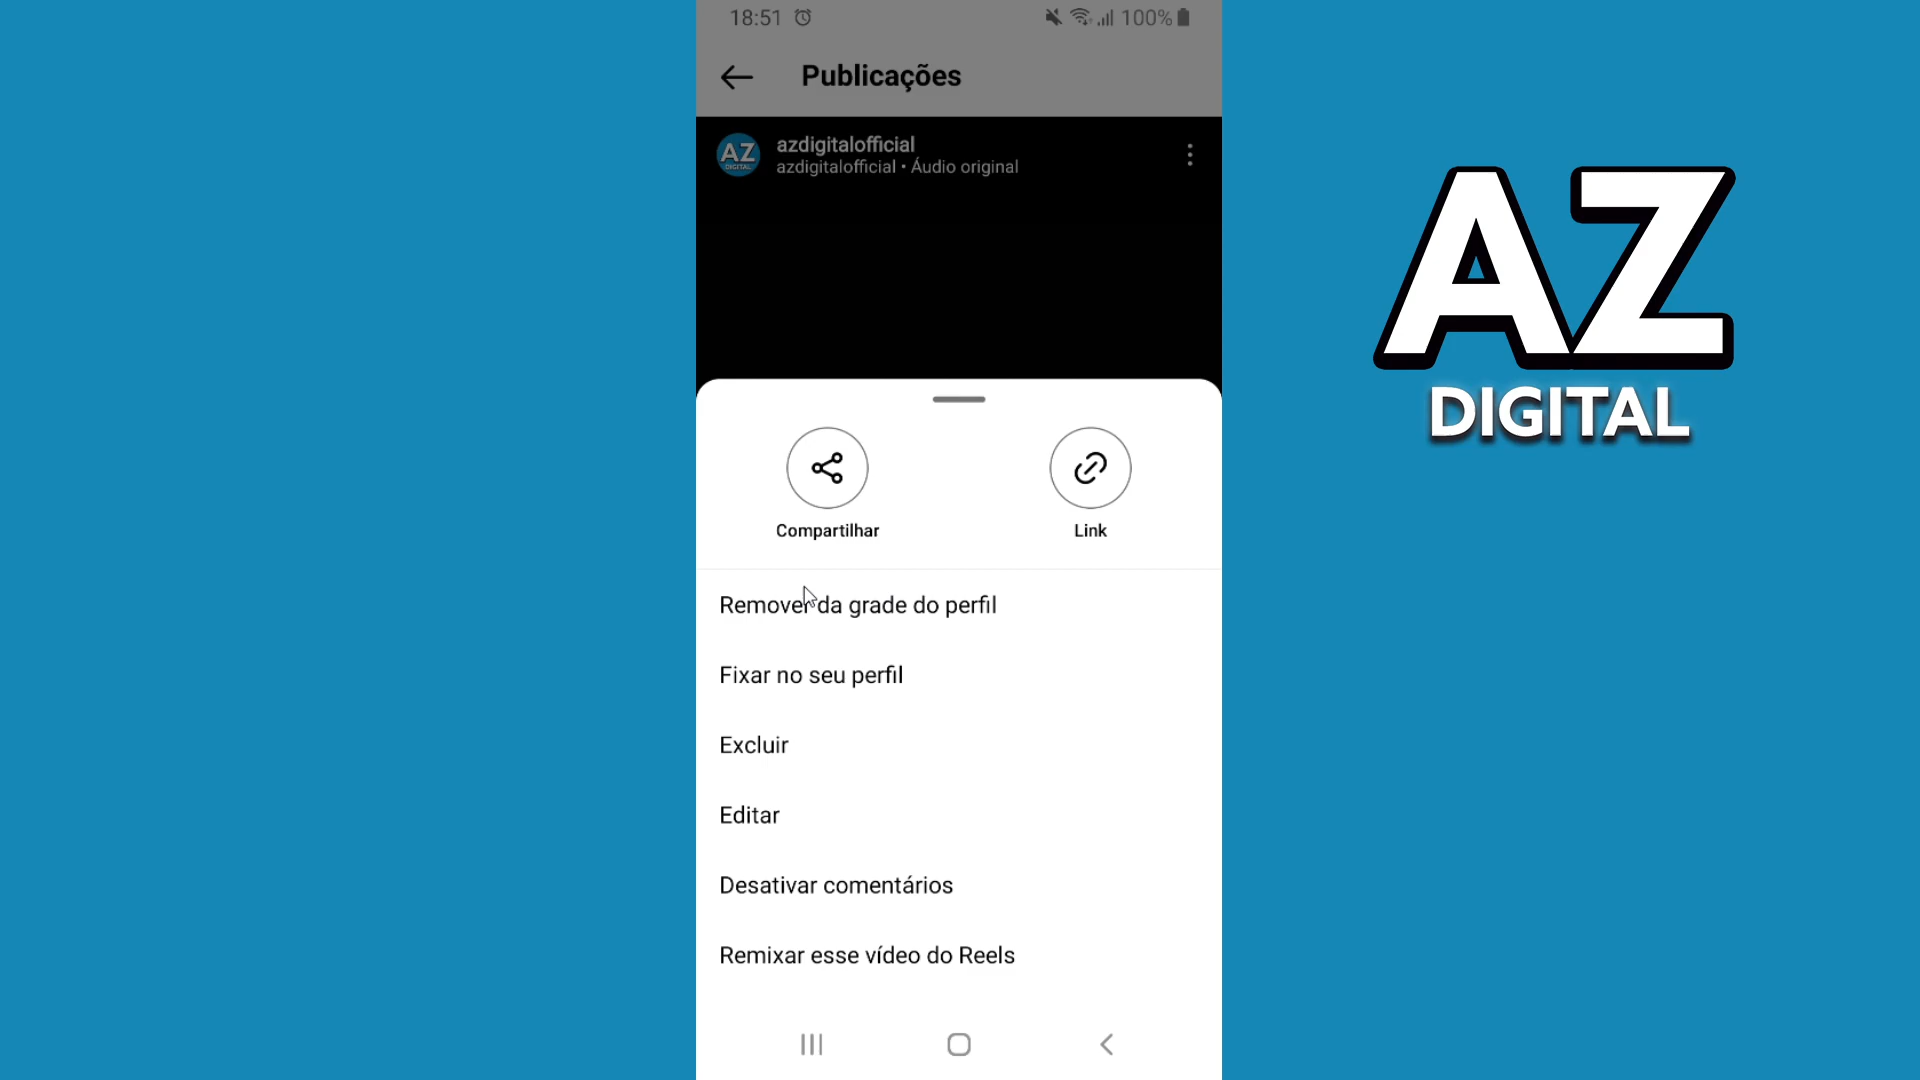 18:51 100%
Publicações
AZ DIGITAL
azdigitalofficial
azdigitalofficial • Áudio original
Compartilhar
Link
Remover da grade do perfil
Fixar no seu perfil
Excluir
Editar
Desativar comentários
Remixar esse vídeo do Reels
AZ
DIGITAL